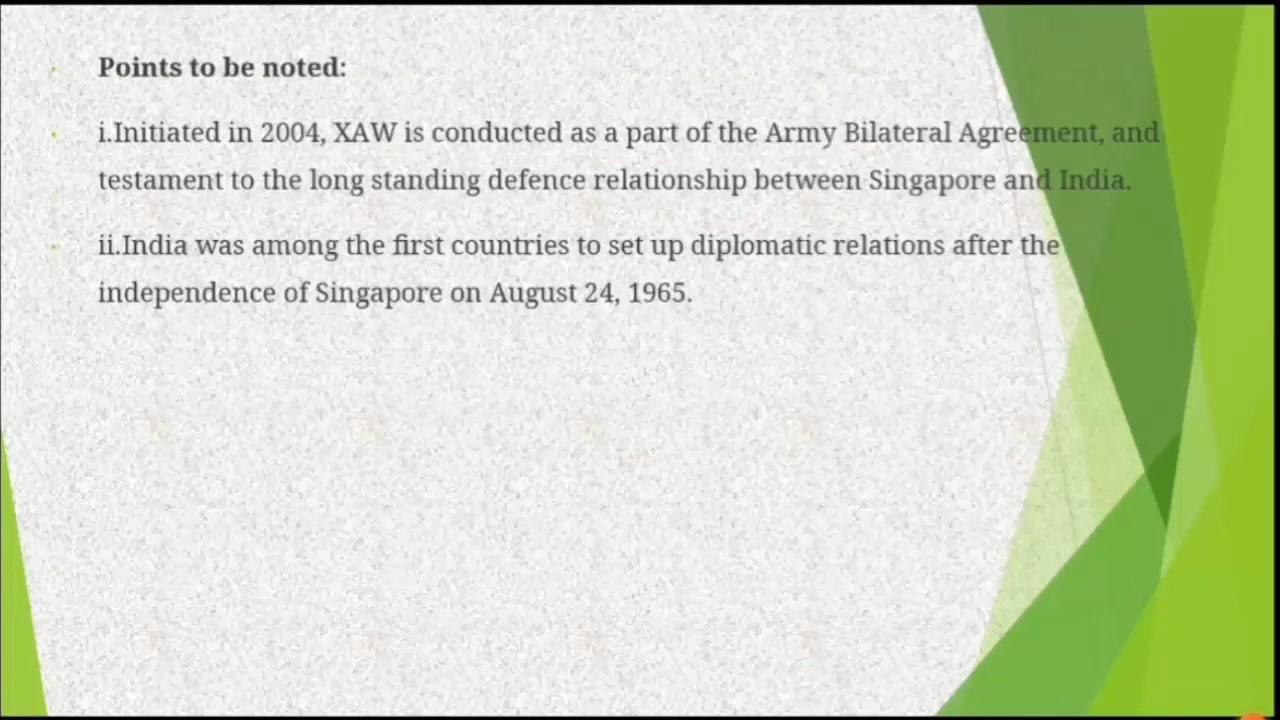 Points to be noted:
i.Initiated in 2004, XAW is conducted as a part of the Army Bilateral Agreement, and
testament to the long standing defence relationship between Singapore and India.
ii.India was among the first countries to set up diplomatic relations after the
independence of Singapore on August 24, 1965.